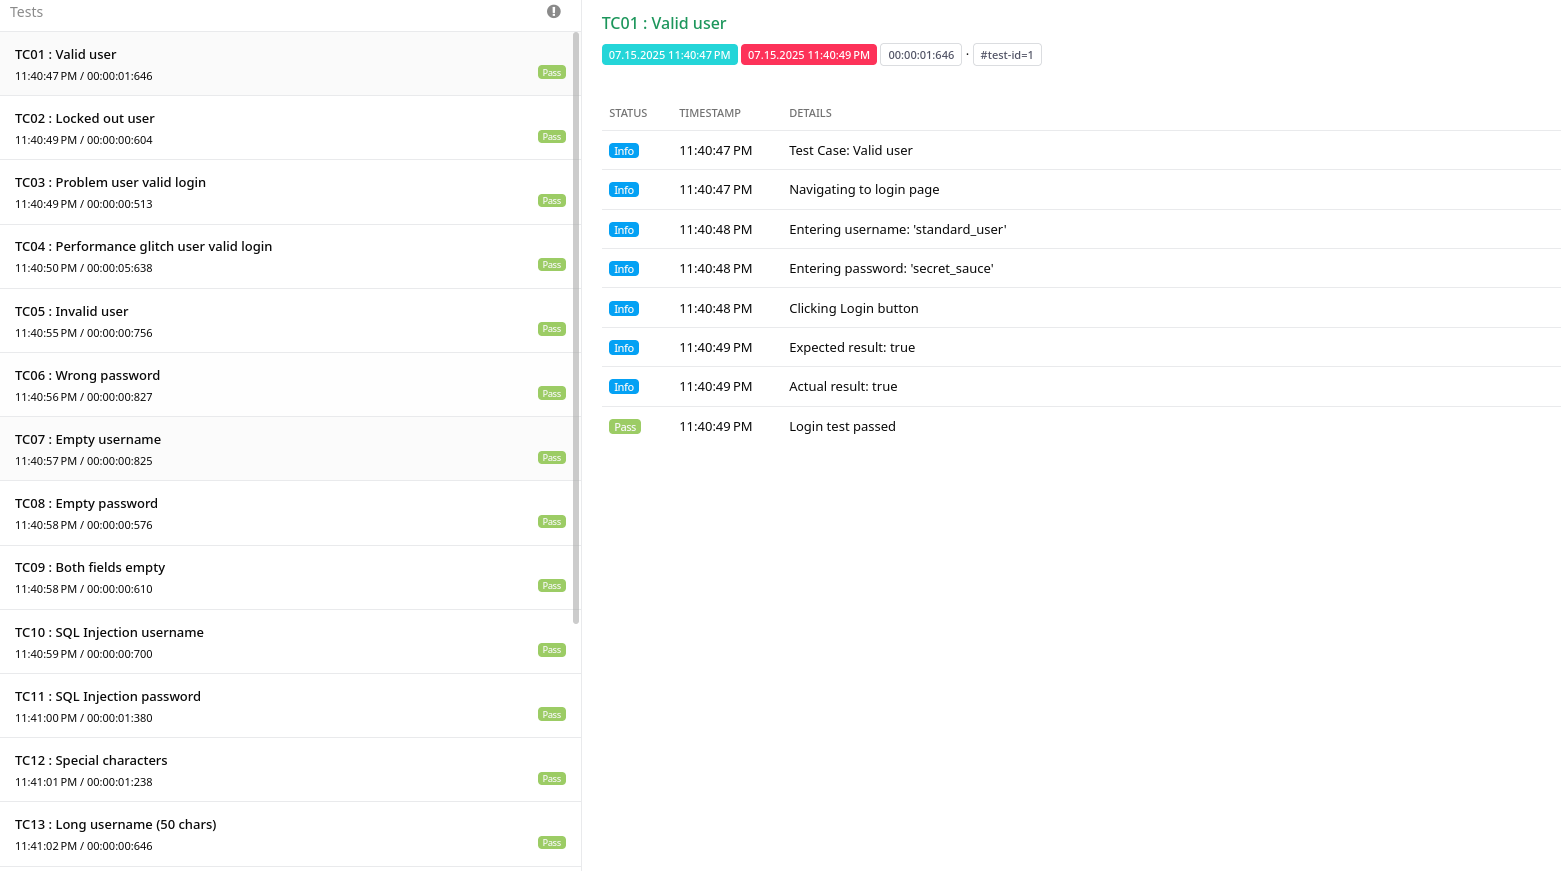 Tests
TC01 : Valid user
11:40:47 PM / 00:00:01:646
Pass
TC02 : Locked out user
11:40:49 PM / 00:00:00:604
Pass
TC03 : Problem user valid login
11:40:49 PM / 00:00:00:513
Pass
TC04 : Performance glitch user valid login
11:40:50 PM / 00:00:05:638
Pass
TC05 : Invalid user
11:40:55 PM / 00:00:00:756
Pass
TC06 : Wrong password
11:40:56 PM / 00:00:00:827
Pass
TC07 : Empty username
11:40:57 PM / 00:00:00:825
Pass
TC08 : Empty password
11:40:58 PM / 00:00:00:576
Pass
TC09 : Both fields empty
11:40:58 PM / 00:00:00:610
Pass
TC10 : SQL Injection username
11:40:59 PM / 00:00:00:700
Pass
TC11 : SQL Injection password
11:41:00 PM / 00:00:01:380
Pass
TC12 : Special characters
11:41:01 PM / 00:00:01:238
Pass
TC13 : Long username (50 chars)
11:41:02 PM / 00:00:00:646
Pass
TC01 : Valid user
07.15.2025 11:40:47 PM 07.15.2025 11:40:49 PM 00:00:01:646 · #test-id=1
STATUS TIMESTAMP DETAILS
Info 11:40:47 PM Test Case: Valid user
Info 11:40:47 PM Navigating to login page
Info 11:40:48 PM Entering username: 'standard_user'
Info 11:40:48 PM Entering password: 'secret_sauce'
Info 11:40:48 PM Clicking Login button
Info 11:40:49 PM Expected result: true
Info 11:40:49 PM Actual result: true
Pass 11:40:49 PM Login test passed